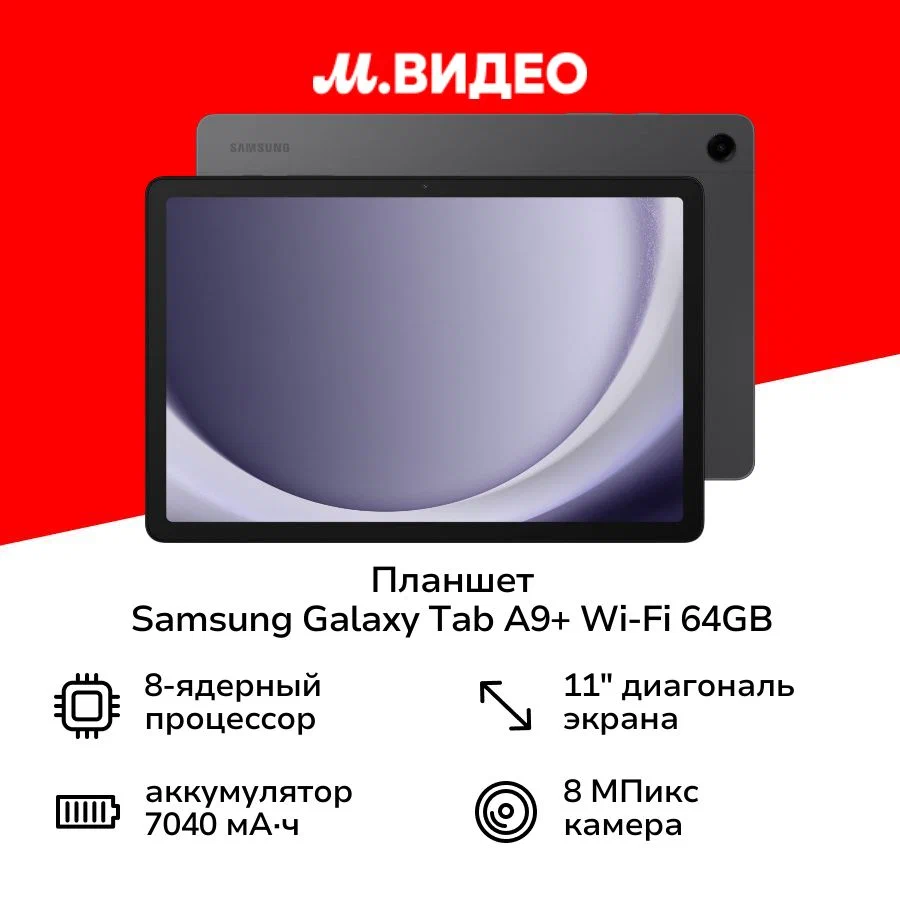 м.ВИДЕО
SAMSUNG
Планшет
Samsung Galaxy Tab A9+ Wi-Fi 64GB
8-ядерный
процессор
11" диагональ
экрана
аккумулятор
7040 мА·ч
8 МПикс
камера